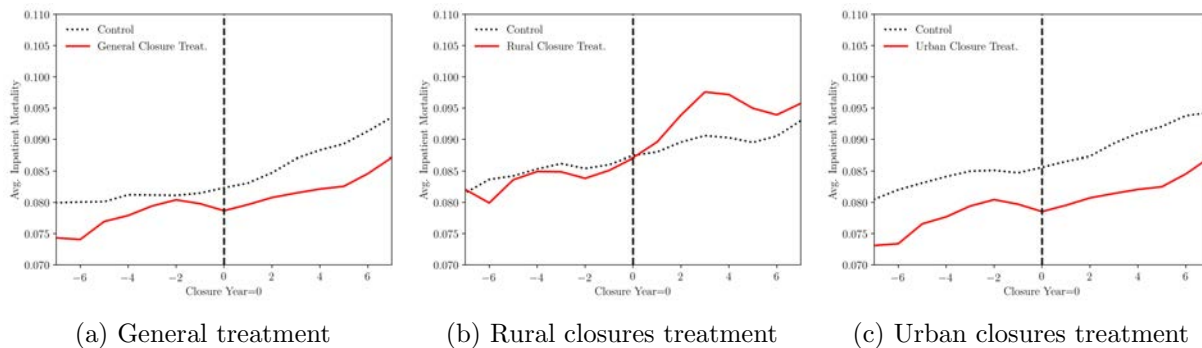 0.110
0.105
0.100
0.095
0.090
0.085
0.080
0.075
0.070
Avg. Inpatient Mortality
Control
General Closure Treat.
−6 −4 −2 0 2 4 6
Closure Year=0
(a) General treatment
0.110
0.105
0.100
0.095
0.090
0.085
0.080
0.075
0.070
Avg. Inpatient Mortality
Control
Rural Closure Treat.
−6 −4 −2 0 2 4 6
Closure Year=0
(b) Rural closures treatment
0.110
0.105
0.100
0.095
0.090
0.085
0.080
0.075
0.070
Avg. Inpatient Mortality
Control
Urban Closure Treat.
−6 −4 −2 0 2 4 6
Closure Year=0
(c) Urban closures treatment